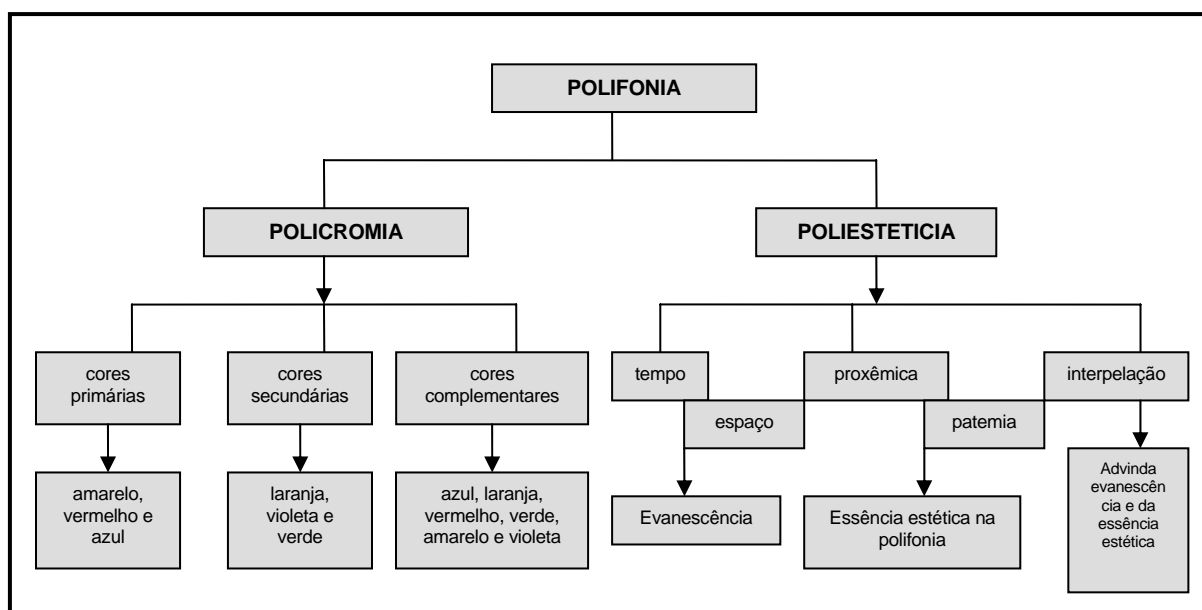 POLIFONIA
POLICROMIA
POLIESTETICIA
cores
primárias
cores
secundárias
cores
complementares
tempo
proxêmica
interpelação
espaço
patemia
amarelo,
vermelho e
azul
laranja,
violeta e
verde
azul, laranja,
vermelho, verde,
amarelo e violeta
Evanescência
Essência estética na
polifonia
Advinda
evanescên
cia e da
essência
estética